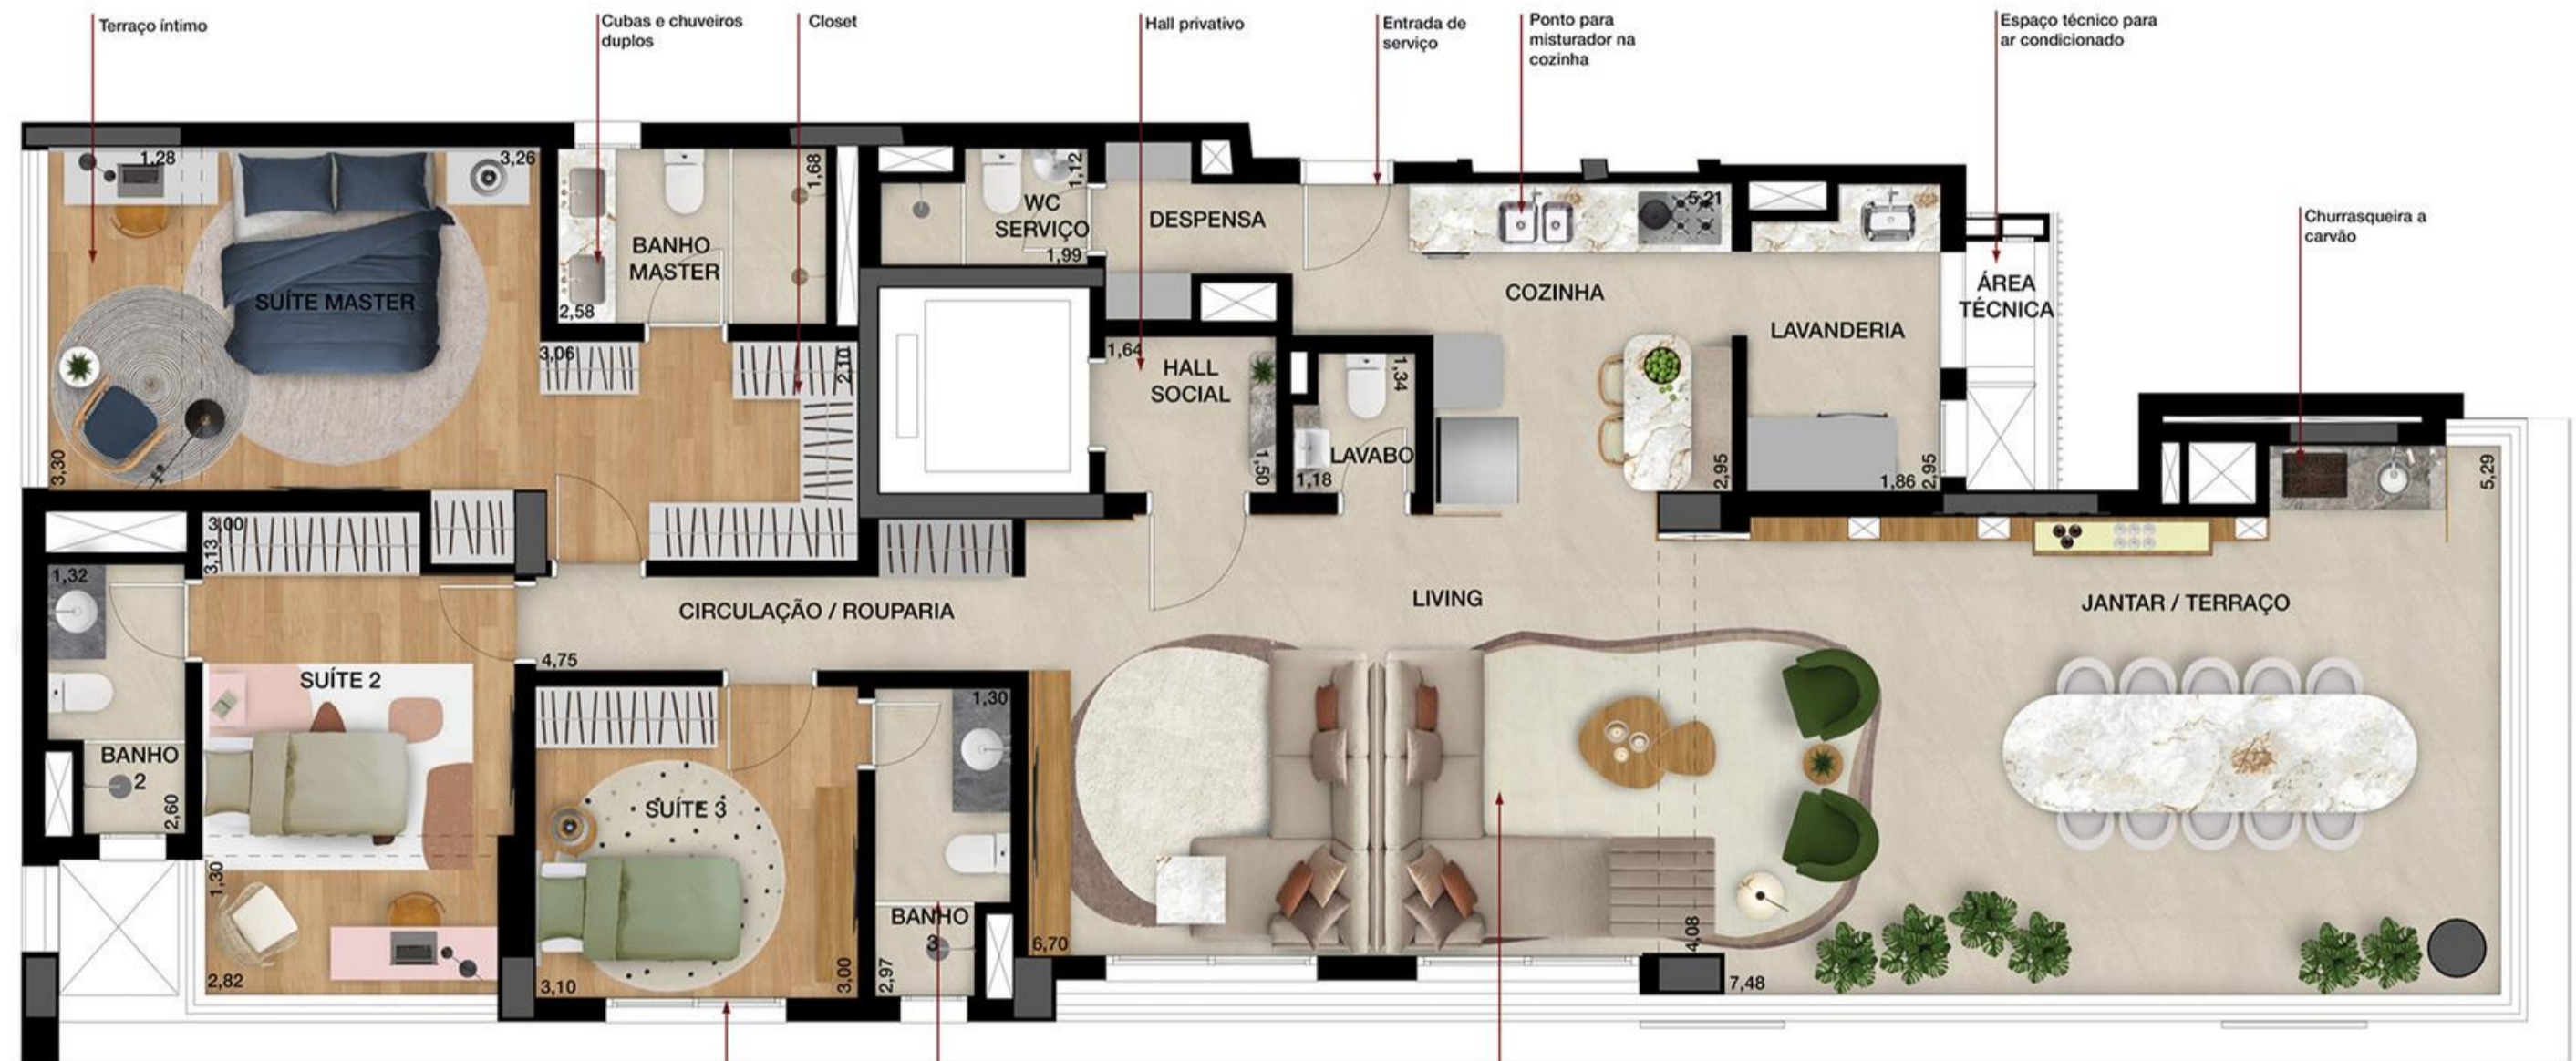 Terraço íntimo
Cubas e chuveiros
duplos
Closet
Hall privativo
Entrada de
serviço
Ponto para
misturador na
cozinha
Espaço técnico para
ar condicionado
Churrasqueira a
carvão
1,28
3,26
SUÍTE MASTER
3,30
BANHO
MASTER
1,68
2,58
3,06
2,10
WC
SERVIÇO
1,12
1,99
DESPENSA
5,21
COZINHA
2,95
LAVANDERIA
1,86
2,95
ÁREA
TÉCNICA
1,64
HALL
SOCIAL
1,50
1,34
LAVABO
1,18
5,29
3,00
3,13
1,32
CIRCULAÇÃO / ROUPARIA
4,75
LIVING
JANTAR / TERRAÇO
SUÍTE 2
BANHO
2
2,60
1,30
2,82
SUÍTE 3
3,10
3,00
1,30
BANHO
3
2,97
6,70
4,08
7,48